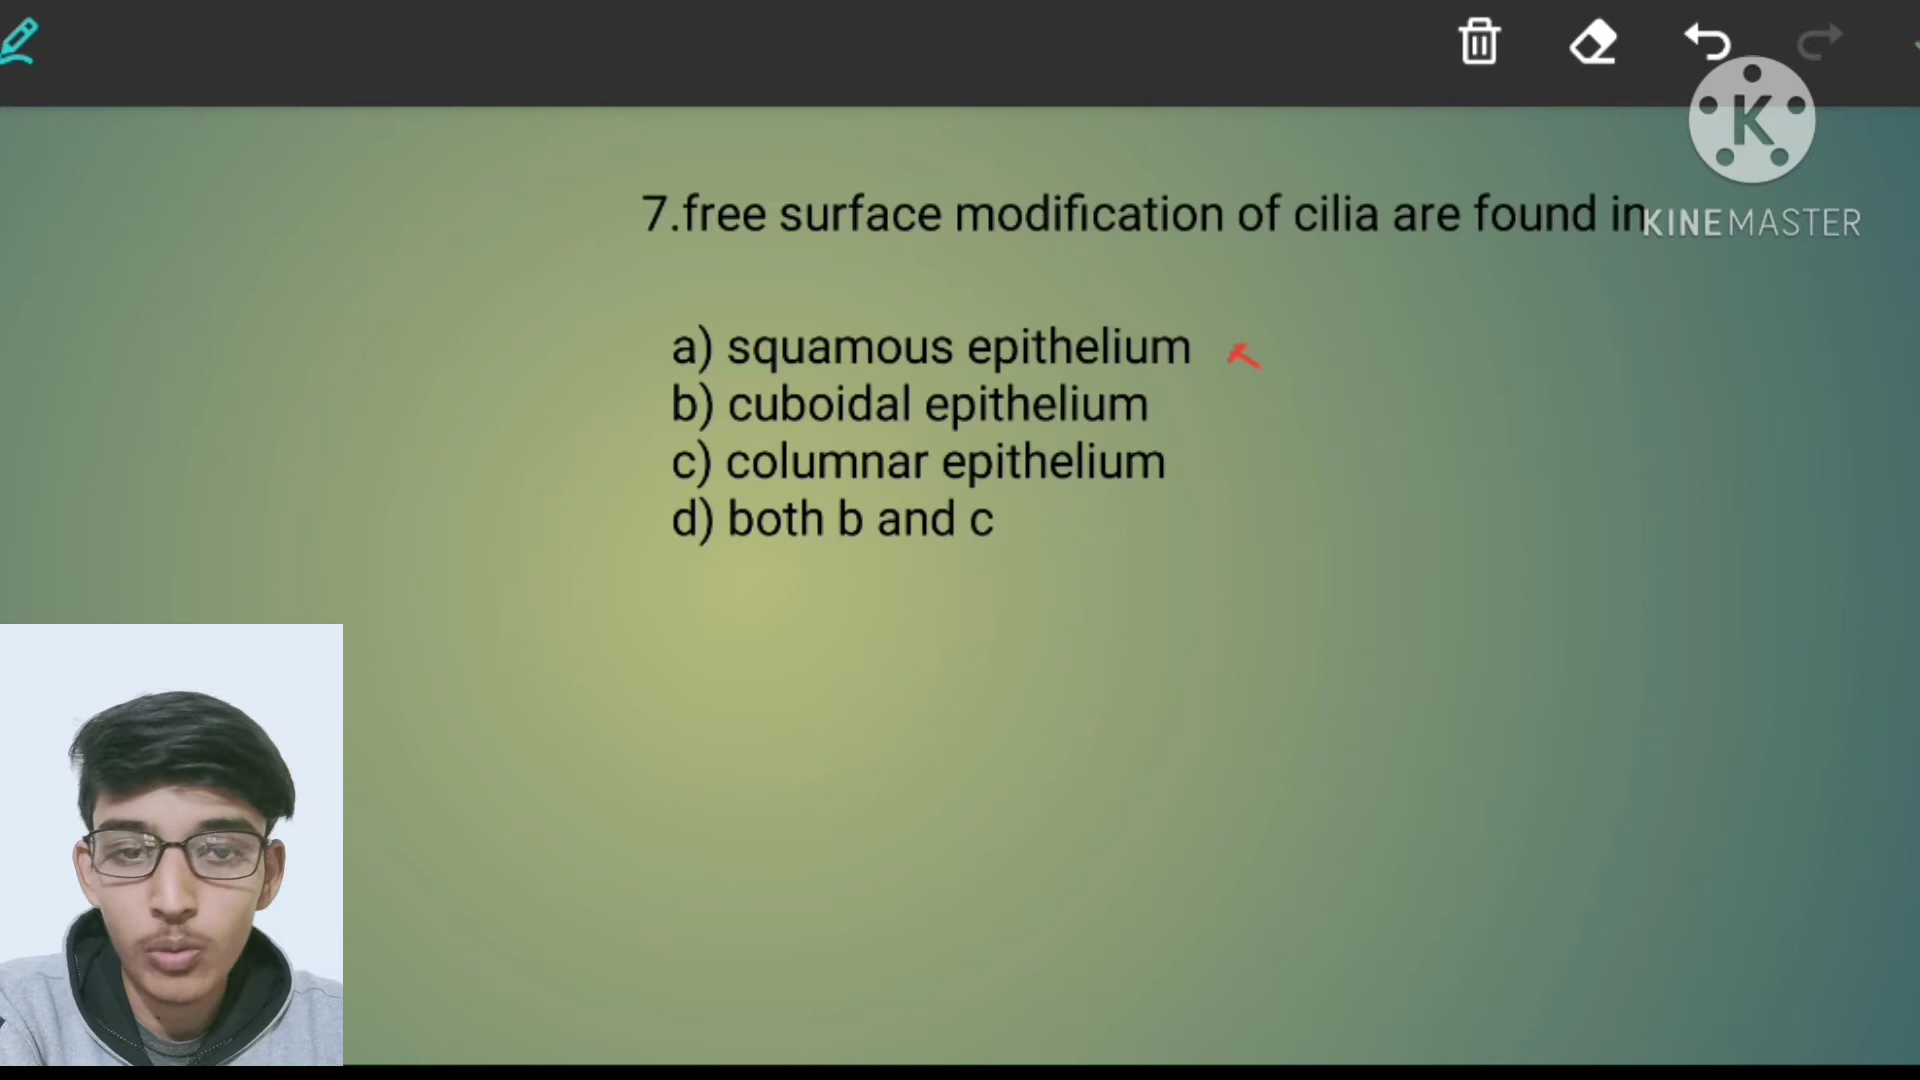 K
KINEMASTER
7.free surface modification of cilia are found in
a) squamous epithelium
b) cuboidal epithelium
c) columnar epithelium
d) both b and c